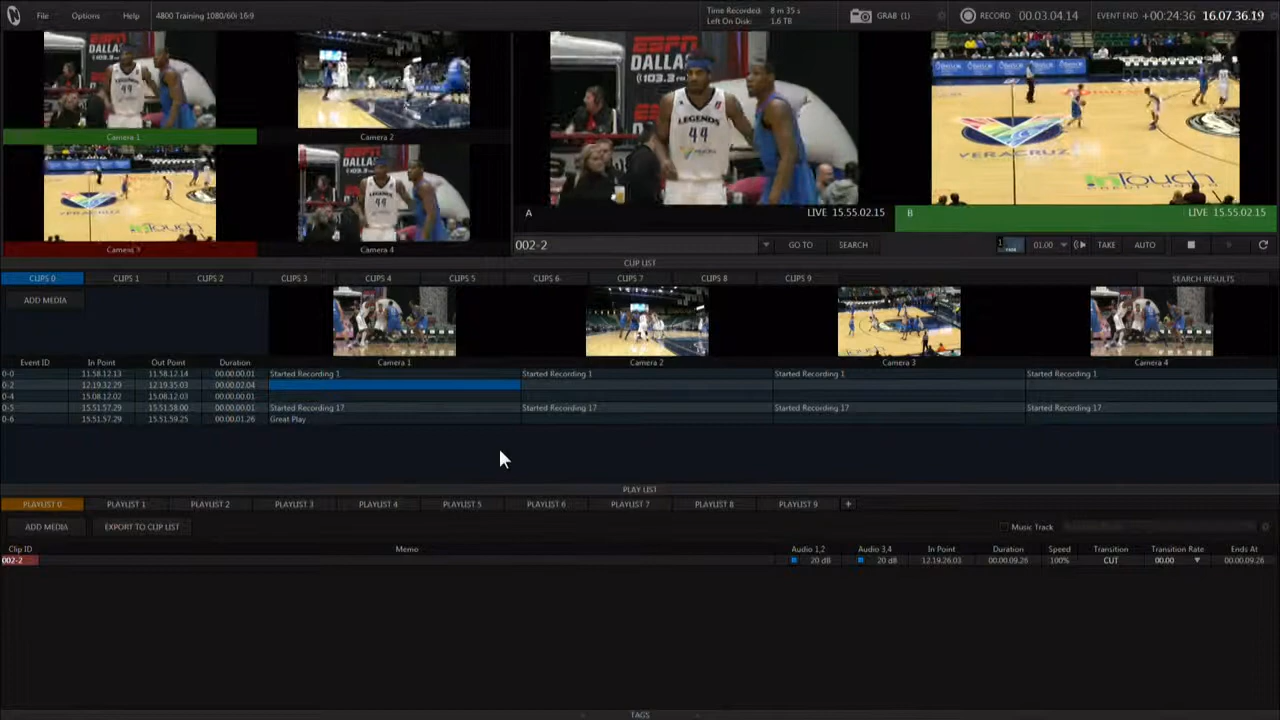 File Options Help 4800 Training 1080/60i 16:9
Time Recorded: 8 m 35 s
Left On Disk: 1.6 TB
GRAB (1)
RECORD 00.03.04.14
EVENT END +00:24:36 16.07.36.19
ESPN
DALLAS
(103.3
LEGENDS
44
Camera 1
Camera 2
Camera 3
Camera 4
VERACRUZ
inTouch
CREDIT UNION
A LIVE 15.55.02.15
B LIVE 15.55.02.15
002-2 GO TO SEARCH
01.00 TAKE AUTO
CLIP LIST
CLIPS 0 CLIPS 1 CLIPS 2 CLIPS 3 CLIPS 4 CLIPS 5 CLIPS 6 CLIPS 7 CLIPS 8 CLIPS 9 SEARCH RESULTS
ADD MEDIA
Event ID In Point Out Point Duration Camera 1 Camera 2 Camera 3 Camera 4
0-0 11.58.12.13 11.58.12.14 00.00.00.01 Started Recording 1 Started Recording 1 Started Recording 1 Started Recording 1
0-2 12.19.32.29 12.19.35.03 00.00.02.04
0-4 15.08.12.02 15.08.12.03 00.00.00.01
0-5 15.51.57.29 15.51.58.00 00.00.00.01 Started Recording 17 Started Recording 17 Started Recording 17 Started Recording 17
0-6 15.51.57.29 15.51.59.25 00.00.01.26 Great Play
PLAY LIST
PLAYLIST 0 PLAYLIST 1 PLAYLIST 2 PLAYLIST 3 PLAYLIST 4 PLAYLIST 5 PLAYLIST 6 PLAYLIST 7 PLAYLIST 8 PLAYLIST 9 +
ADD MEDIA EXPORT TO CLIP LIST Music Track
Clip ID Memo Audio 1,2 Audio 3,4 In Point Duration Speed Transition Transition Rate Ends At
002-2 20 dB 20 dB 12.19.26.03 00.00.09.26 100% CUT 00.00 00.00.09.26
TAGS